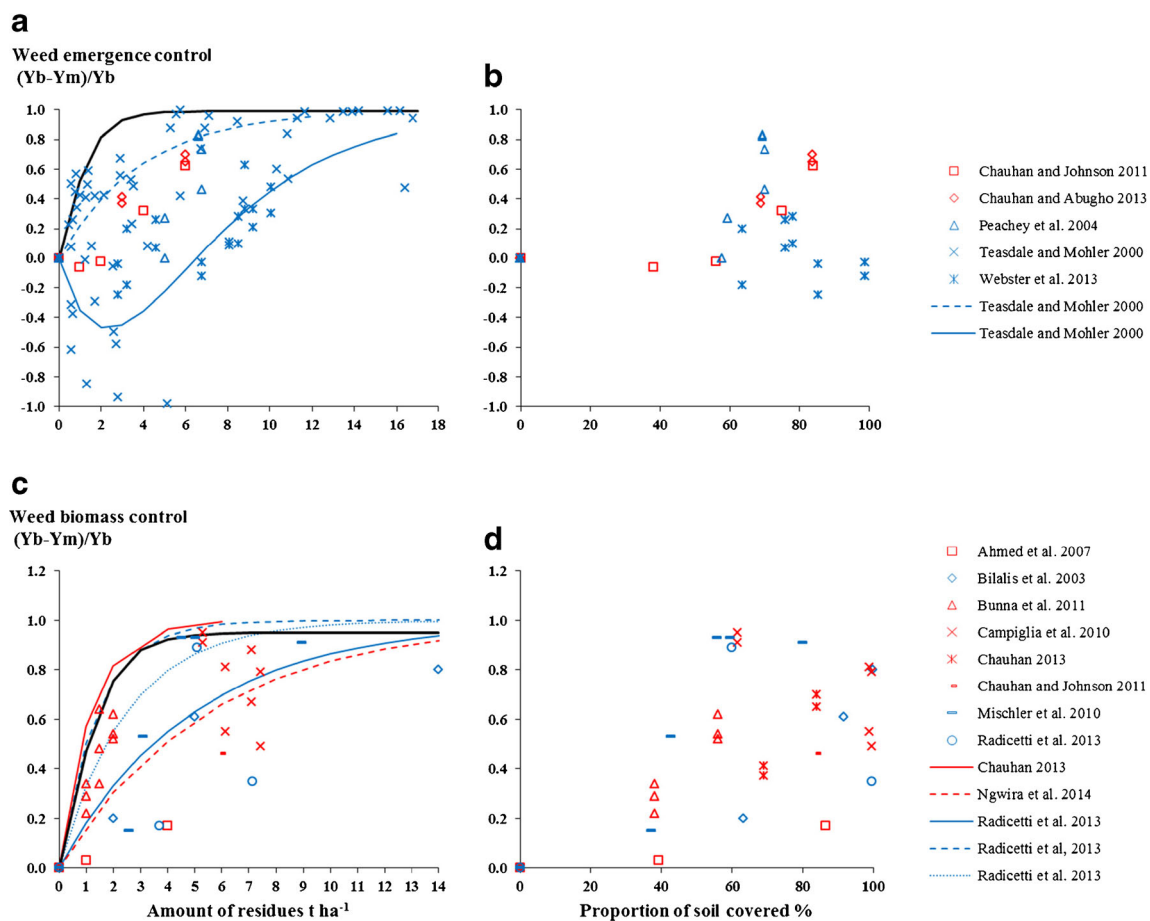 a
Weed emergence control
(Yb-Ym)/Yb
b
1.0
0.8
0.6
0.4
0.2
0.0
-0.2
-0.4
-0.6
-0.8
-1.0
0 2 4 6 8 10 12 14 16 18
1.0
0.8
0.6
0.4
0.2
0.0
-0.2
-0.4
-0.6
-0.8
-1.0
0 20 40 60 80 100
Chauhan and Johnson 2011
Chauhan and Abugho 2013
Peachey et al. 2004
Teasdale and Mohler 2000
Webster et al. 2013
Teasdale and Mohler 2000
Teasdale and Mohler 2000
c
Weed biomass control
(Yb-Ym)/Yb
d
1.2
1.0
0.8
0.6
0.4
0.2
0.0
0 1 2 3 4 5 6 7 8 9 10 11 12 13 14
Amount of residues t ha-1
1.2
1.0
0.8
0.6
0.4
0.2
0.0
0 20 40 60 80 100
Proportion of soil covered %
Ahmed et al. 2007
Bilalis et al. 2003
Bunna et al. 2011
Campiglia et al. 2010
Chauhan 2013
Chauhan and Johnson 2011
Mischler et al. 2010
Radicetti et al. 2013
Chauhan 2013
Ngwira et al. 2014
Radicetti et al. 2013
Radicetti et al, 2013
Radicetti et al. 2013